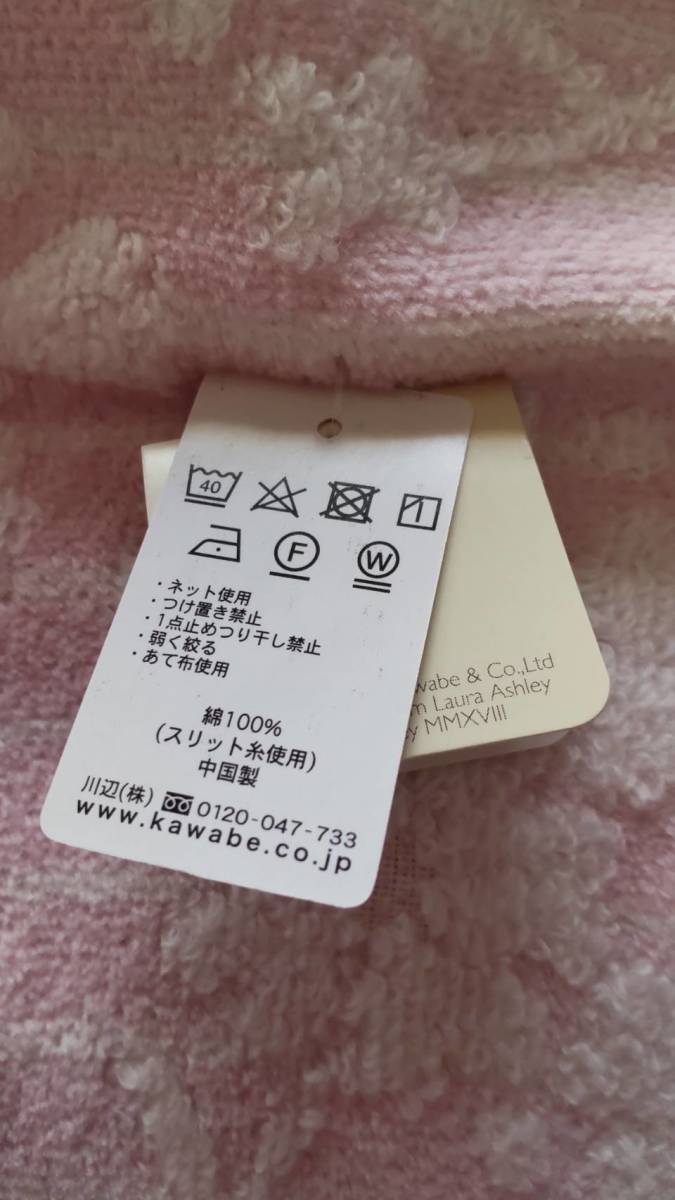 40
F
W
・ネット使用
・つけ置き禁止
・1点止めつり干し禁止
・弱く絞る
・あて布使用
綿100%
(スリット糸使用)
中国製
川辺(株) 0120-047-733
www.kawabe.co.jp
& Co.,Ltd
Laura Ashley
MMXVIII